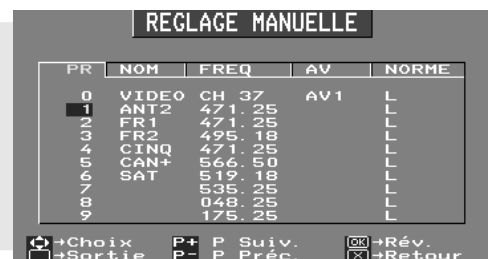 REGLAGE MANUELLE
PR NOM FREQ AV NORME
0 VIDEO CH 37 AV1 L
1 ANT2 471.25 L
2 FR1 471.25 L
3 FR2 495.18 L
4 CINQ 471.25 L
5 CAN+ 566.50 L
6 SAT 519.18 L
7 535.25 L
8 048.25 L
9 175.25 L
→Choix P+ P Suiv. OK→Rév.
→Sortie P- P Préc. X→Retour